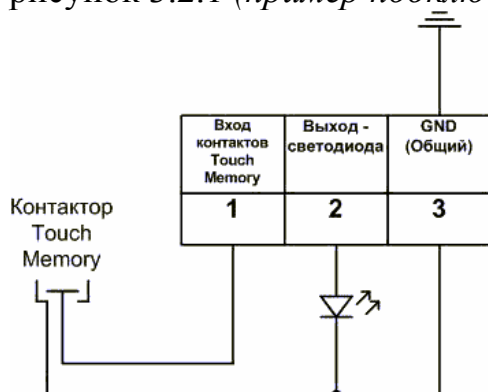 рисунок 3.2.1 (пример подклю
Вход
контактов
Touch
Memory
Выход -
светодиода
GND
(Общий)
1
2
3
Контактор
Touch
Memory